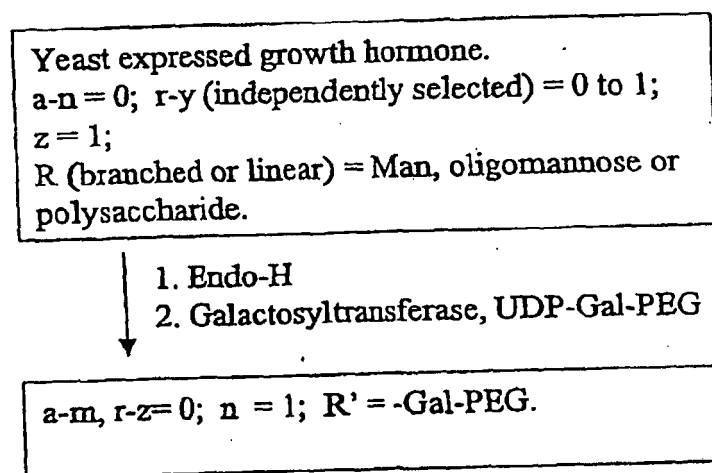 Yeast expressed growth hormone.
a-n = 0; r-y (independently selected) = 0 to 1;
z = 1;
R (branched or linear) = Man, oligomannose or
polysaccharide.
1. Endo-H
2. Galactosyltransferase, UDP-Gal-PEG
a-m, r-z= 0; n = 1; R' = -Gal-PEG.